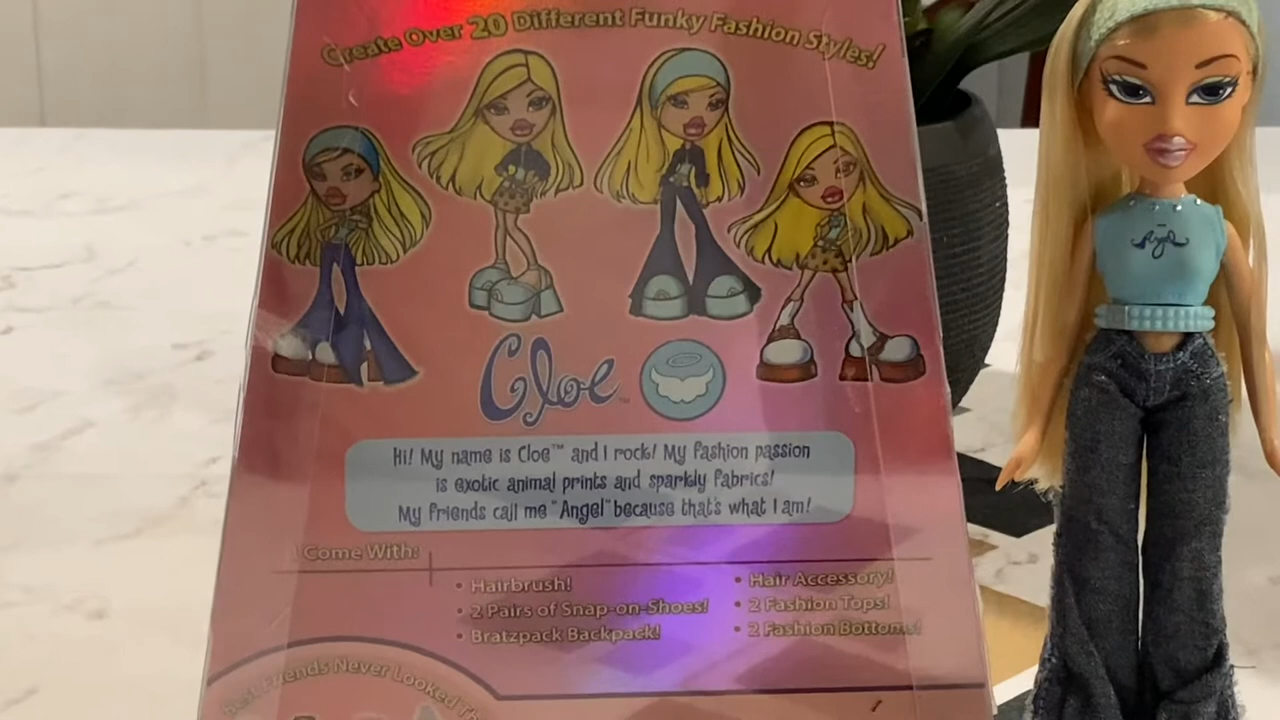 Create Over 20 Different Funky Fashion Styles!
Cloe™
Hi! My name is Cloe™ and I rock! My fashion passion
is exotic animal prints and sparkly fabrics!
My friends call me "Angel" because that's what I am!
Come With:
• Hairbrush!
• 2 Pairs of Snap-on-Shoes!
• Bratzpack Backpack!
• Hair Accessory!
• 2 Fashion Tops!
• 2 Fashion Bottoms!
Best Friends Never Looked
Angel